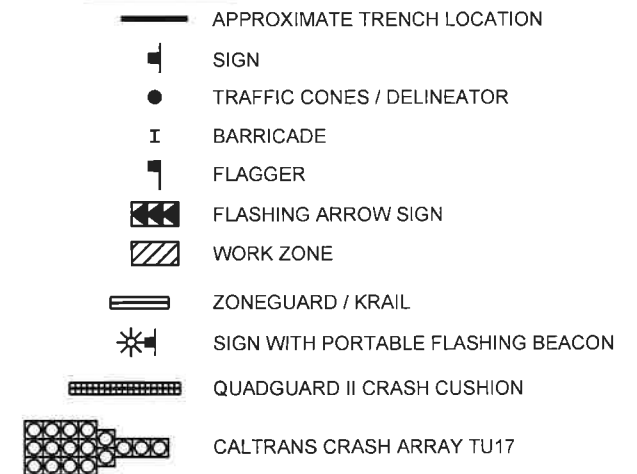 APPROXIMATE TRENCH LOCATION
SIGN
TRAFFIC CONES / DELINEATOR
BARRICADE
FLAGGER
FLASHING ARROW SIGN
WORK ZONE
ZONEGUARD / KRAIL
SIGN WITH PORTABLE FLASHING BEACON
QUADGUARD II CRASH CUSHION
CALTRANS CRASH ARRAY TU17